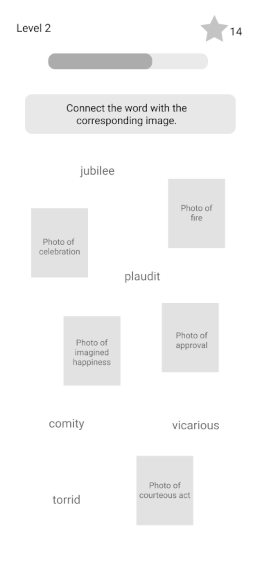 Level 2
14
Connect the word with the
corresponding image.
jubilee
Photo of
fire
Photo of
celebration
plaudit
Photo of
imagined
happiness
Photo of
approval
comity
vicarious
Photo of
courteous act
torrid